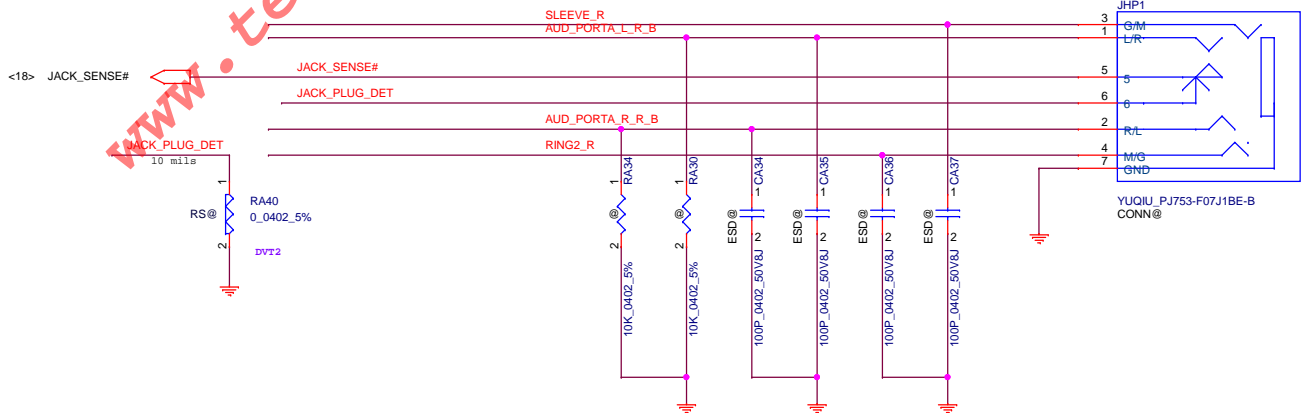 JHP1
SLEEVE_R
3
G/M
AUD_PORTA_L_R_B
1
L/R
<18> JACK_SENSE#
JACK_SENSE#
5
5
JACK_PLUG_DET
6
6
AUD_PORTA_R_R_B
2
R/L
JACK_PLUG_DET
10 mils
RING2_R
4
M/G
7
GND
1
RS@
RA40
0_0402_5%
2
DVT2
RA34
1
@
2
10K_0402_5%
RA30
1
@
2
10K_0402_5%
CA34
1
ESD@
2
100P_0402_50V8J
CA35
1
ESD@
2
100P_0402_50V8J
CA36
1
ESD@
2
100P_0402_50V8J
CA37
1
ESD@
2
100P_0402_50V8J
YUQIU_PJ753-F07J1BE-B
CONN@
www.te